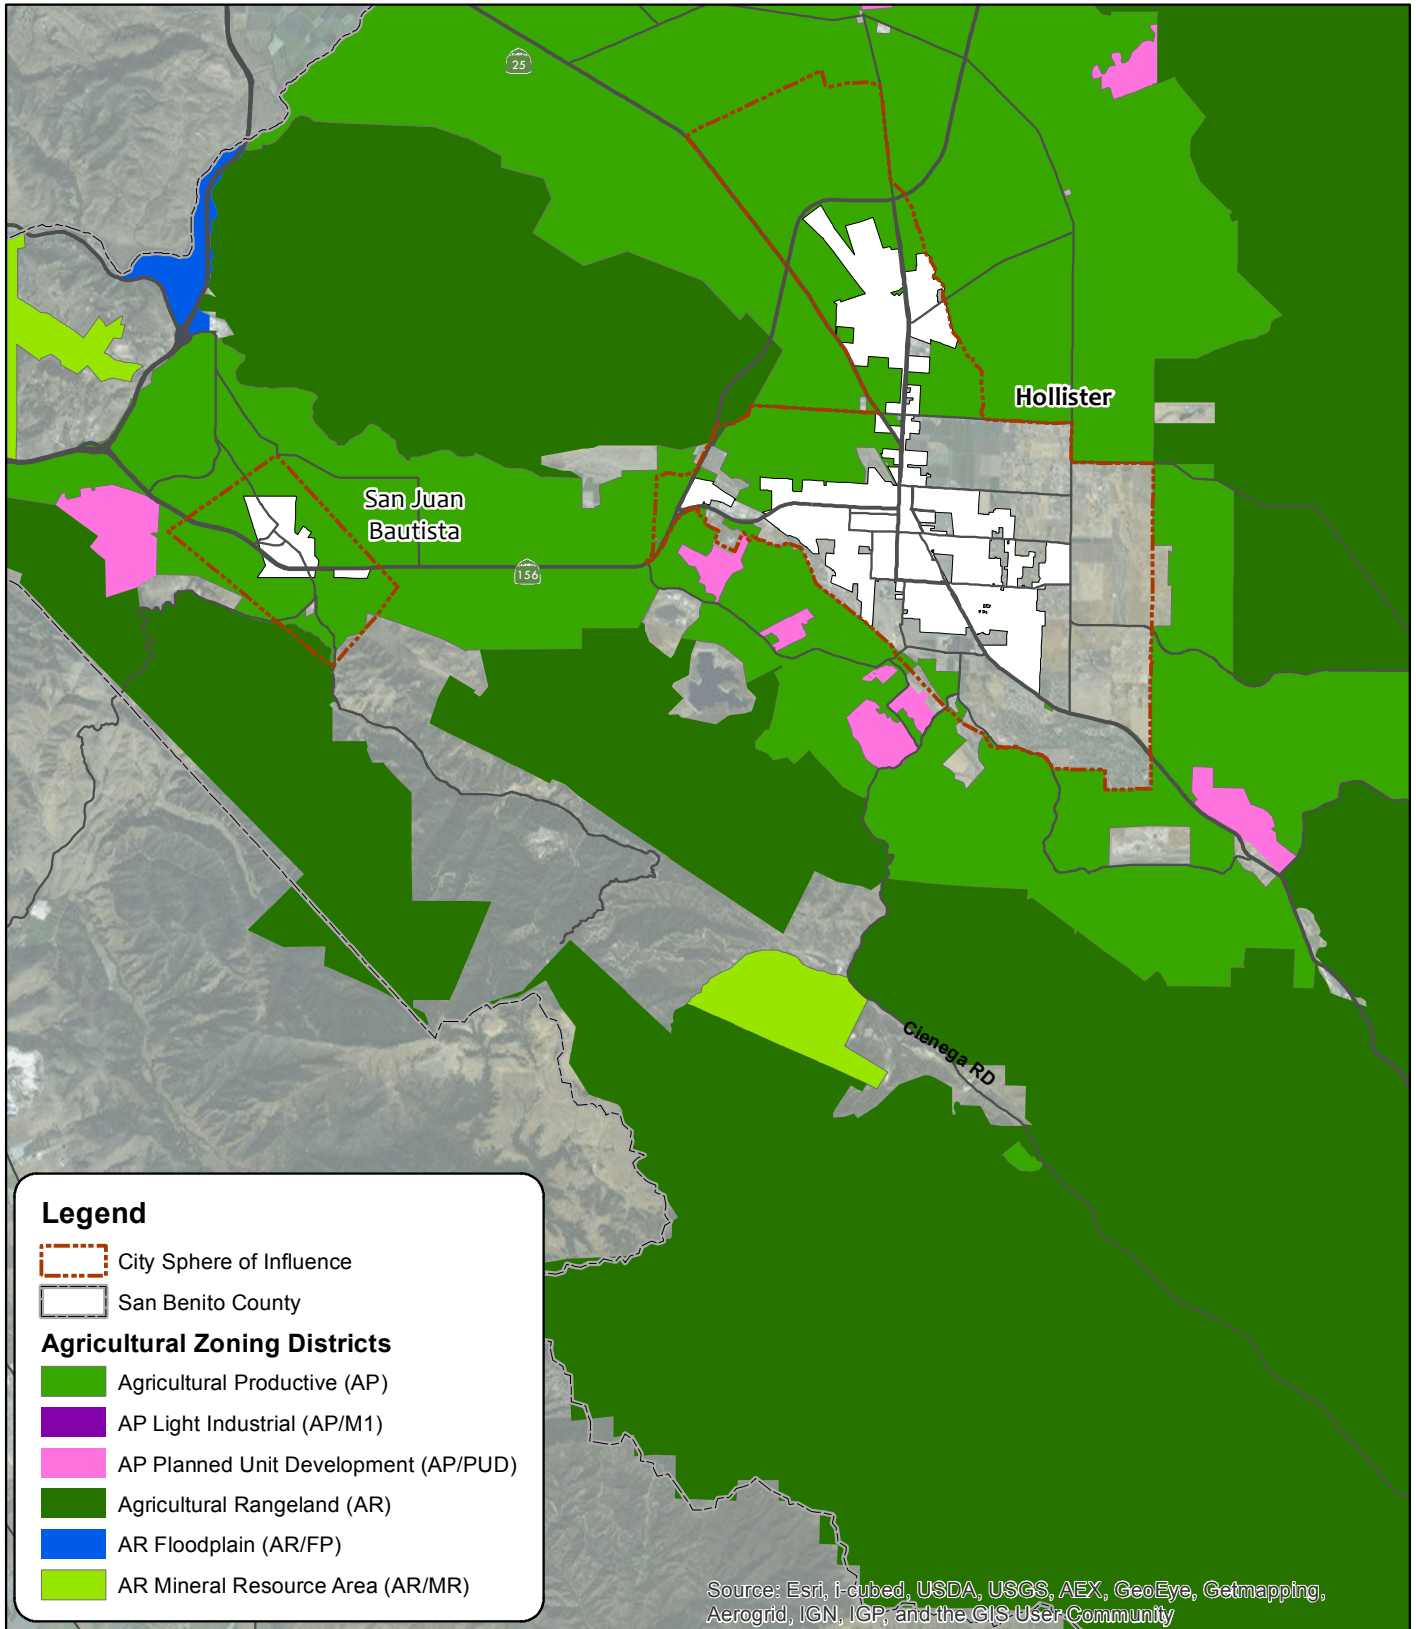 25
Hollister
San Juan
Bautista
156
Cienega RD
Legend
City Sphere of Influence
San Benito County
Agricultural Zoning Districts
Agricultural Productive (AP)
AP Light Industrial (AP/M1)
AP Planned Unit Development (AP/PUD)
Agricultural Rangeland (AR)
AR Floodplain (AR/FP)
AR Mineral Resource Area (AR/MR)
Source: Esri, i-cubed, USDA, USGS, AEX, GeoEye, Getmapping,
Aerogrid, IGN, IGP, and the GIS User Community